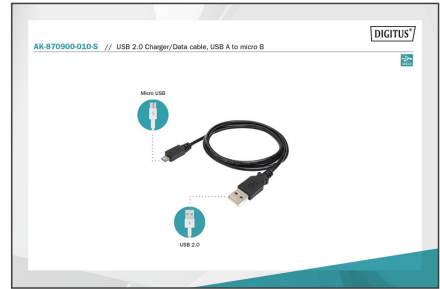 DIGITUS®
AK-870900-010-S // USB 2.0 Charger/Data cable, USB A to micro B
Micro USB
USB 2.0